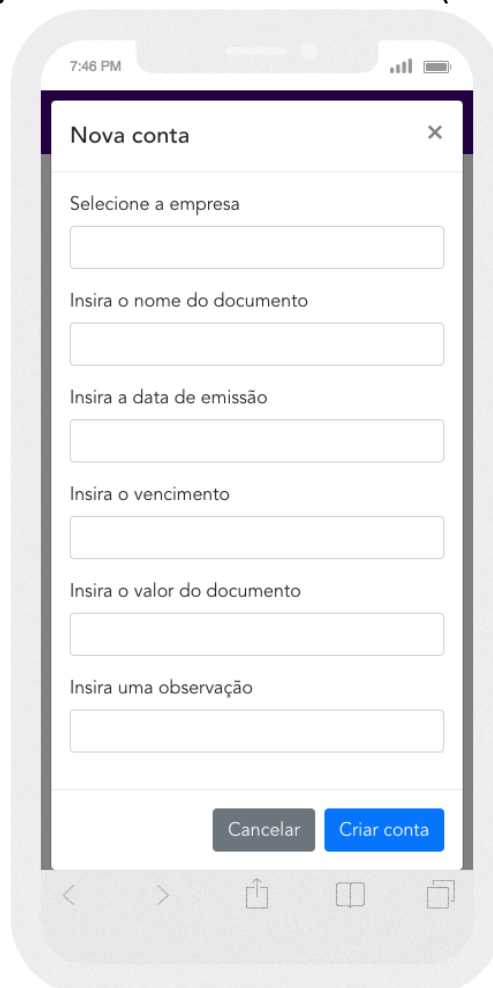 7:46 PM
Nova conta ×
Selecione a empresa
Insira o nome do documento
Insira a data de emissão
Insira o vencimento
Insira o valor do documento
Insira uma observação
Cancelar Criar conta